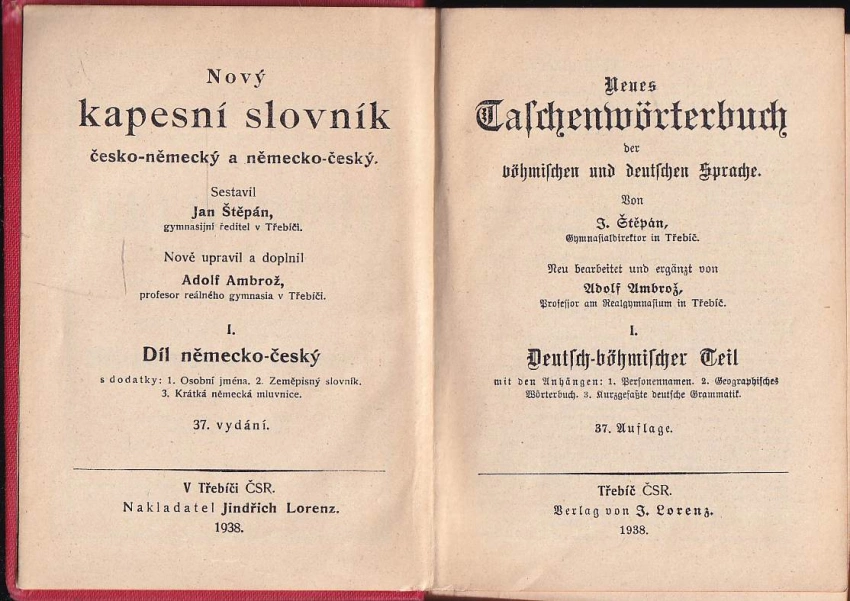 Nový
kapesní slovník
česko-německý a německo-český.
Sestavil
Jan Štěpán,
gymnasijní ředitel v Třebíči.
Nově upravil a doplnil
Adolf Ambrož,
profesor reálného gymnasia v Třebíči.
I.
Díl německo-český
s dodatky: 1. Osobní jména. 2. Zeměpisný slovník.
3. Krátká německá mluvnice.
37. vydání.
V Třebíči ČSR.
Nakladatel Jindřich Lorenz.
1938.
Neues
Taſchenwörterbuch
der
böhmiſchen und deutſchen Sprache.
Von
J. Štěpán,
Gymnaſialdirektor in Třebíč.
Neu bearbeitet und ergänzt von
Adolf Ambrož,
Profeſſor am Realgymnaſium in Třebíč.
I.
Deutſch-böhmiſcher Teil
mit den Anhängen: 1. Perſonennamen. 2. Geographiſches
Wörterbuch. 3. Kurzgefaßte deutſche Grammatik.
37. Auflage.
Třebíč ČSR.
Verlag von J. Lorenz.
1938.